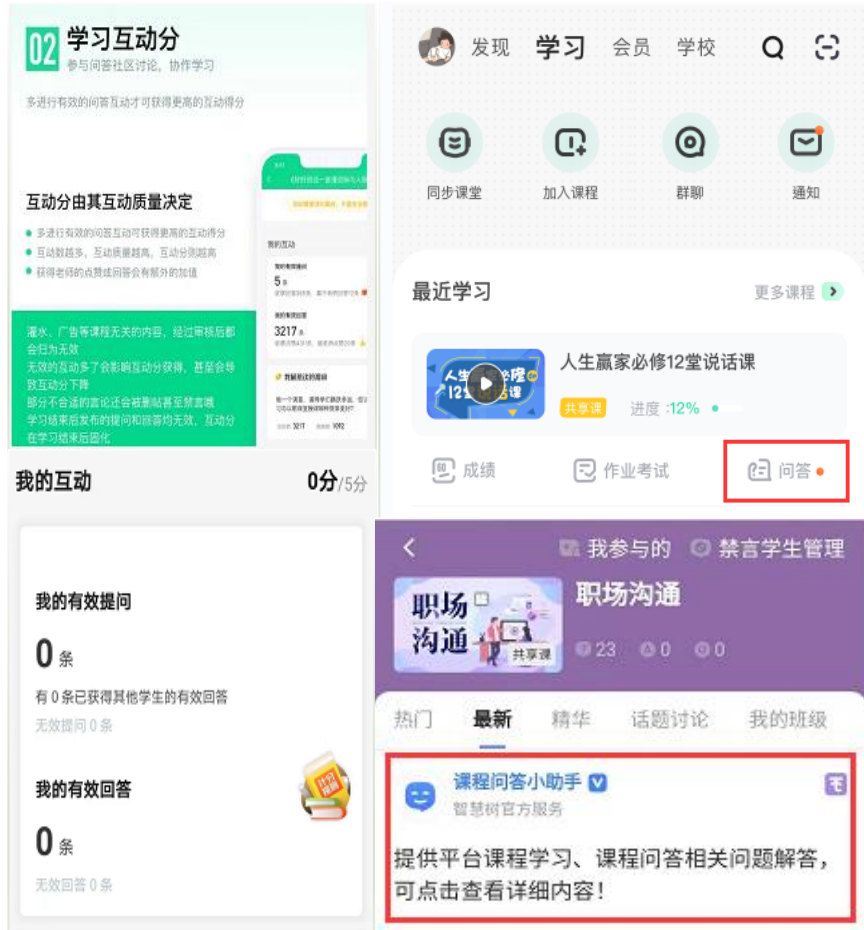 02 学习互动分
参与问答社区讨论，协作学习
多进行有效的问答互动才可获得更高的互动得分
互动分由其互动质量决定
多进行有效的问答互动可获得更高的互动得分
互动数越多，互动质量越高，互动分则越高
获得老师的点赞或回答会有额外的加值
灌水、广告等课程无关的内容，经过审核后都
会归为无效
无效的互动多了会影响互动分获得，甚至会导
致互动分下降
部分不合适的言论还会被删帖甚至禁言哦
学习结束后发布的提问和回答均无效，互动分
在学习结束后固化
我的互动
我的有效提问
5 条
我的有效回答
3217 条
发现 学习 会员 学校
同步课堂 加入课程 群聊 通知
最近学习 更多课程
人生赢家必修12堂说话课
共享课 进度 :12%
成绩 作业考试 问答
我的互动 0分/5分
我的有效提问
0 条
有 0 条已获得其他学生的有效回答
无效提问 0 条
我的有效回答
0 条
无效回答 0 条
计分
规则
我参与的 禁言学生管理
职场
沟通
共享课
职场沟通
23 0 0
热门 最新 精华 话题讨论 我的班级
课程问答小助手
智慧树官方服务
提供平台课程学习、课程问答相关问题解答，
可点击查看详细内容！